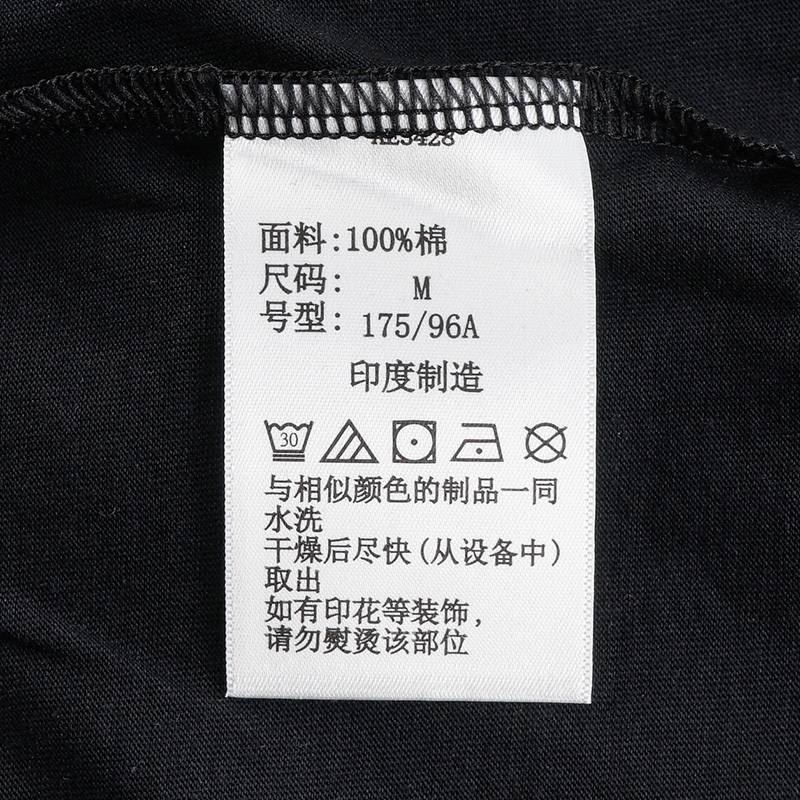 面料:100%棉
尺码: M
号型: 175/96A
印度制造
30
与相似颜色的制品一同
水洗
干燥后尽快(从设备中)
取出
如有印花等装饰,
请勿熨烫该部位